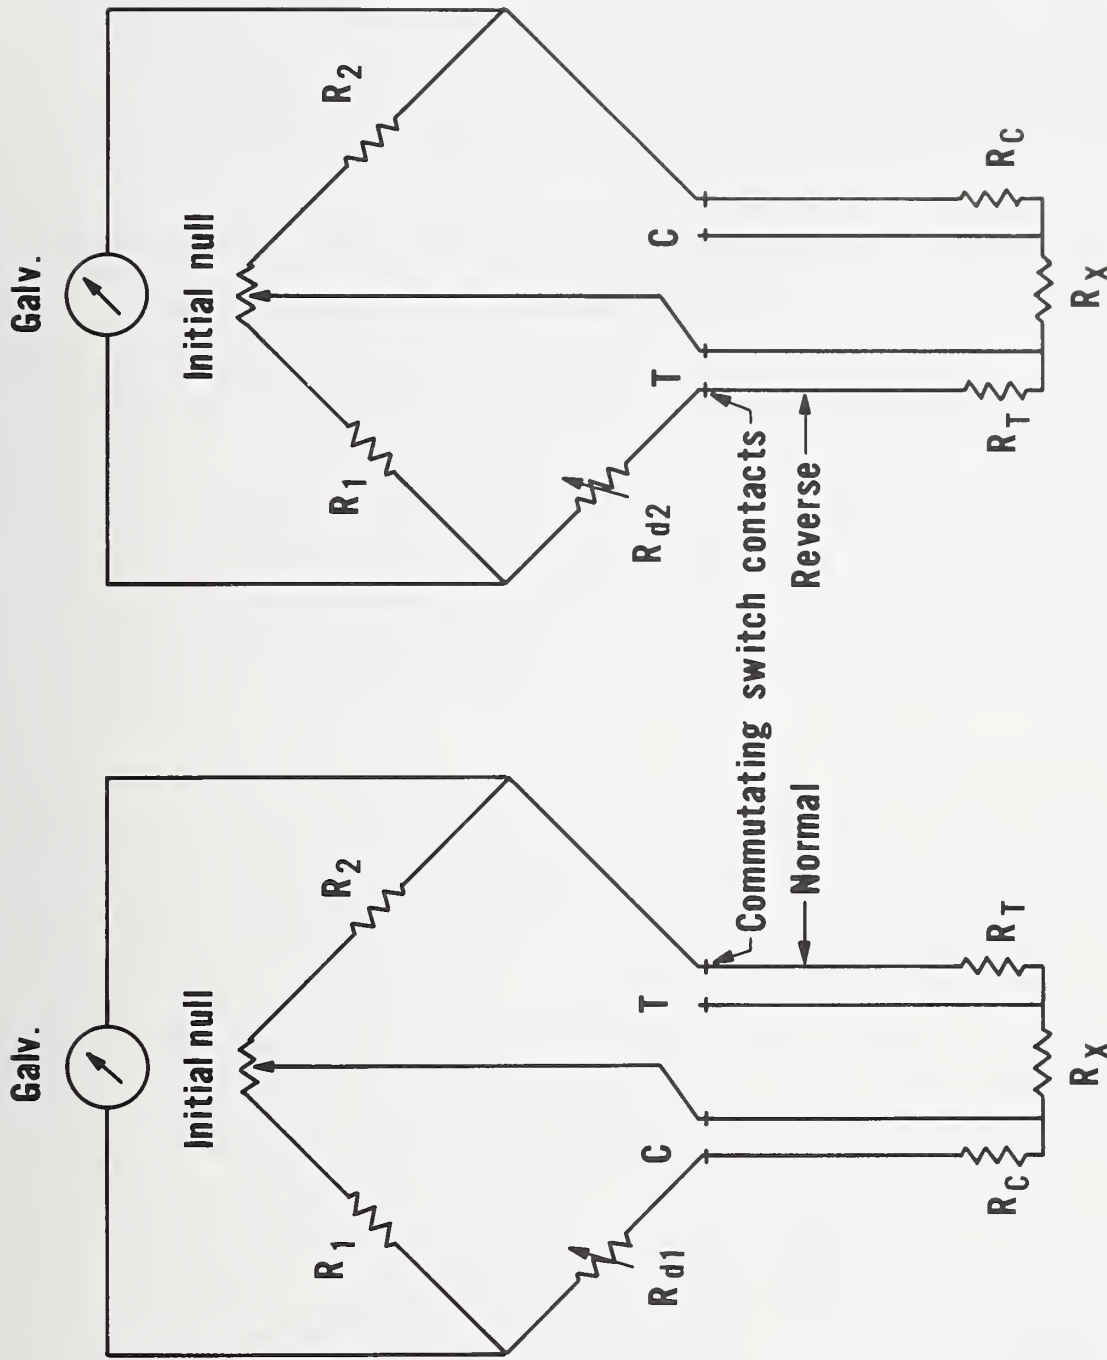 Galv.
Initial null
R1
R2
Rd1
C
T
RC
RX
RT
Commutating switch contacts
Normal
Reverse
Galv.
Initial null
R1
R2
Rd2
T
C
RT
RX
RC